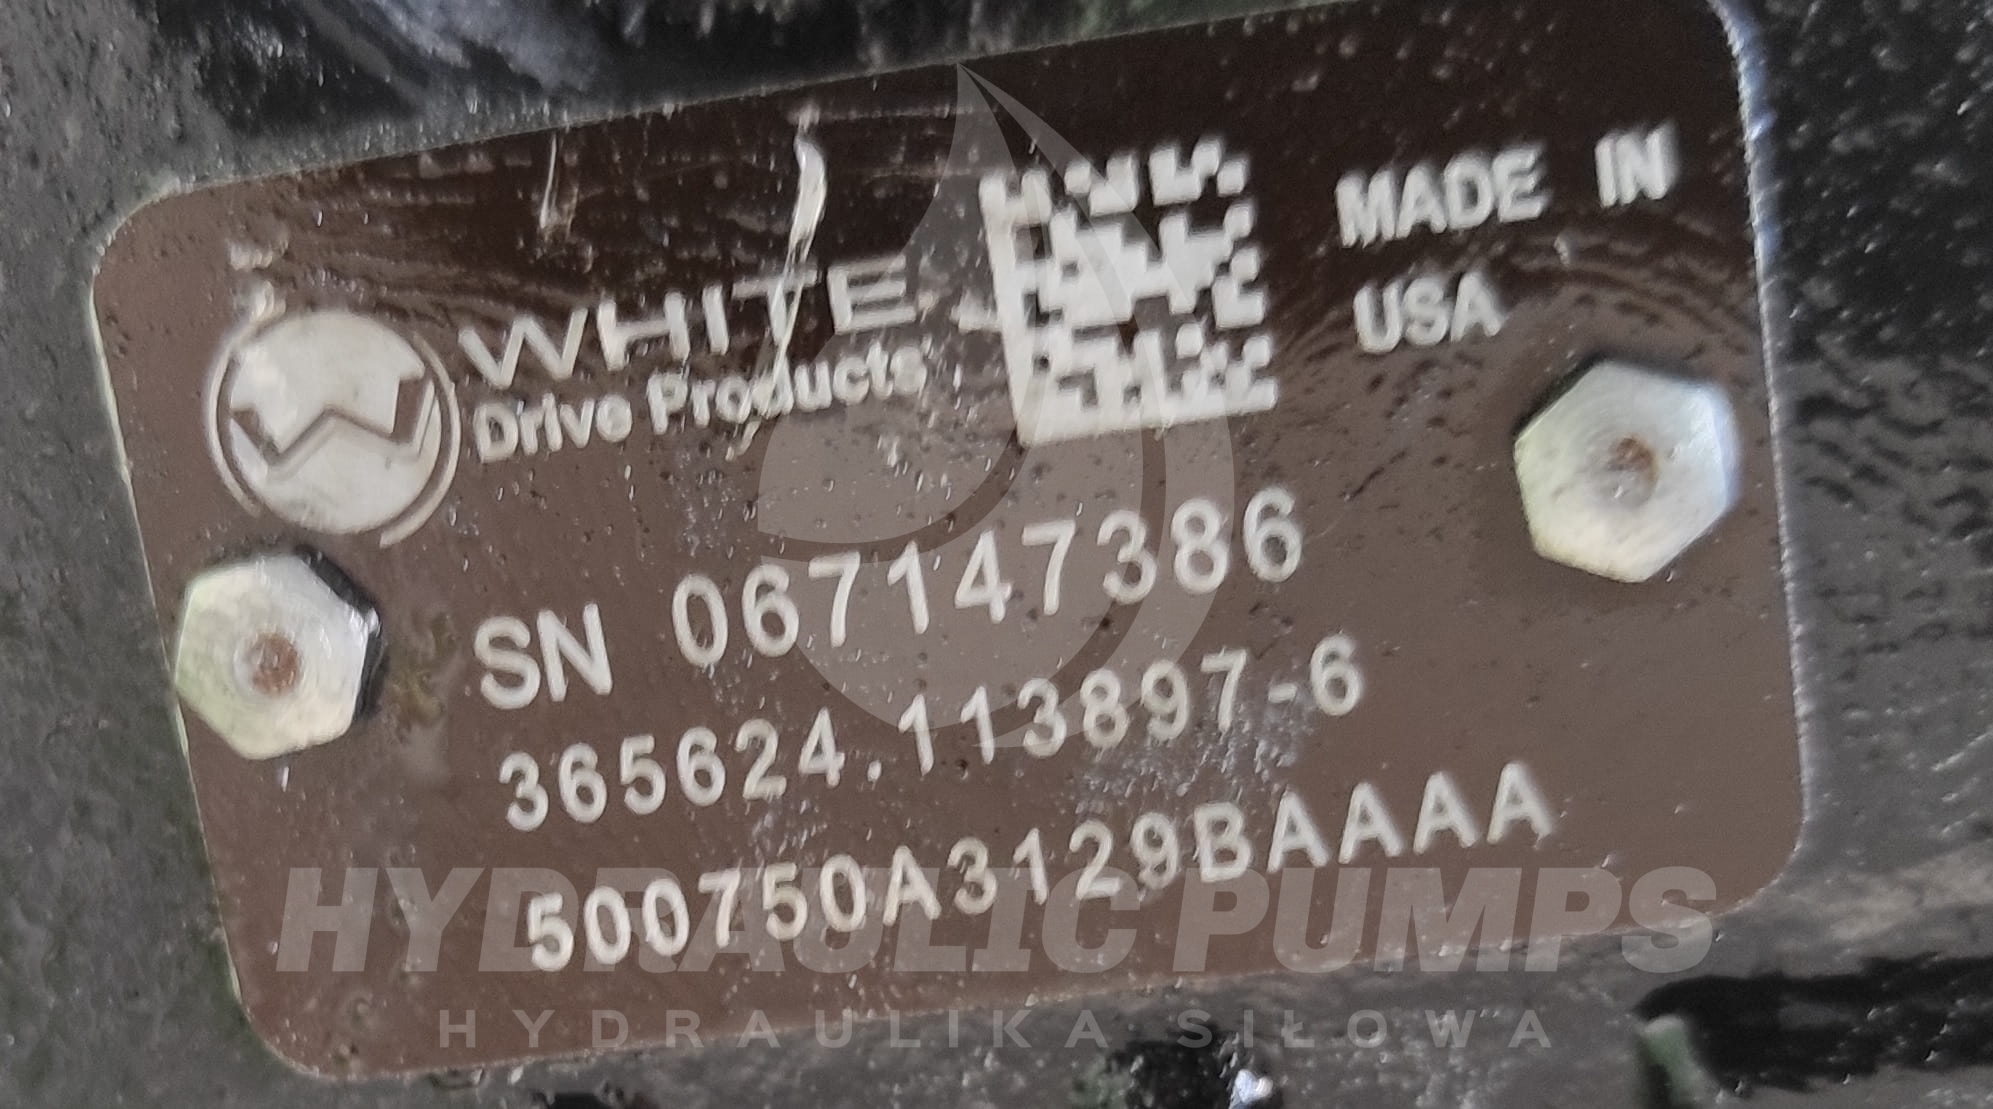 WHITE
Drive Products
MADE IN
USA
SN 067147386
365624.113897-6
500750A3129BAAAA
HYDRAULIC PUMPS
HYDRAULIKA SIŁOWA